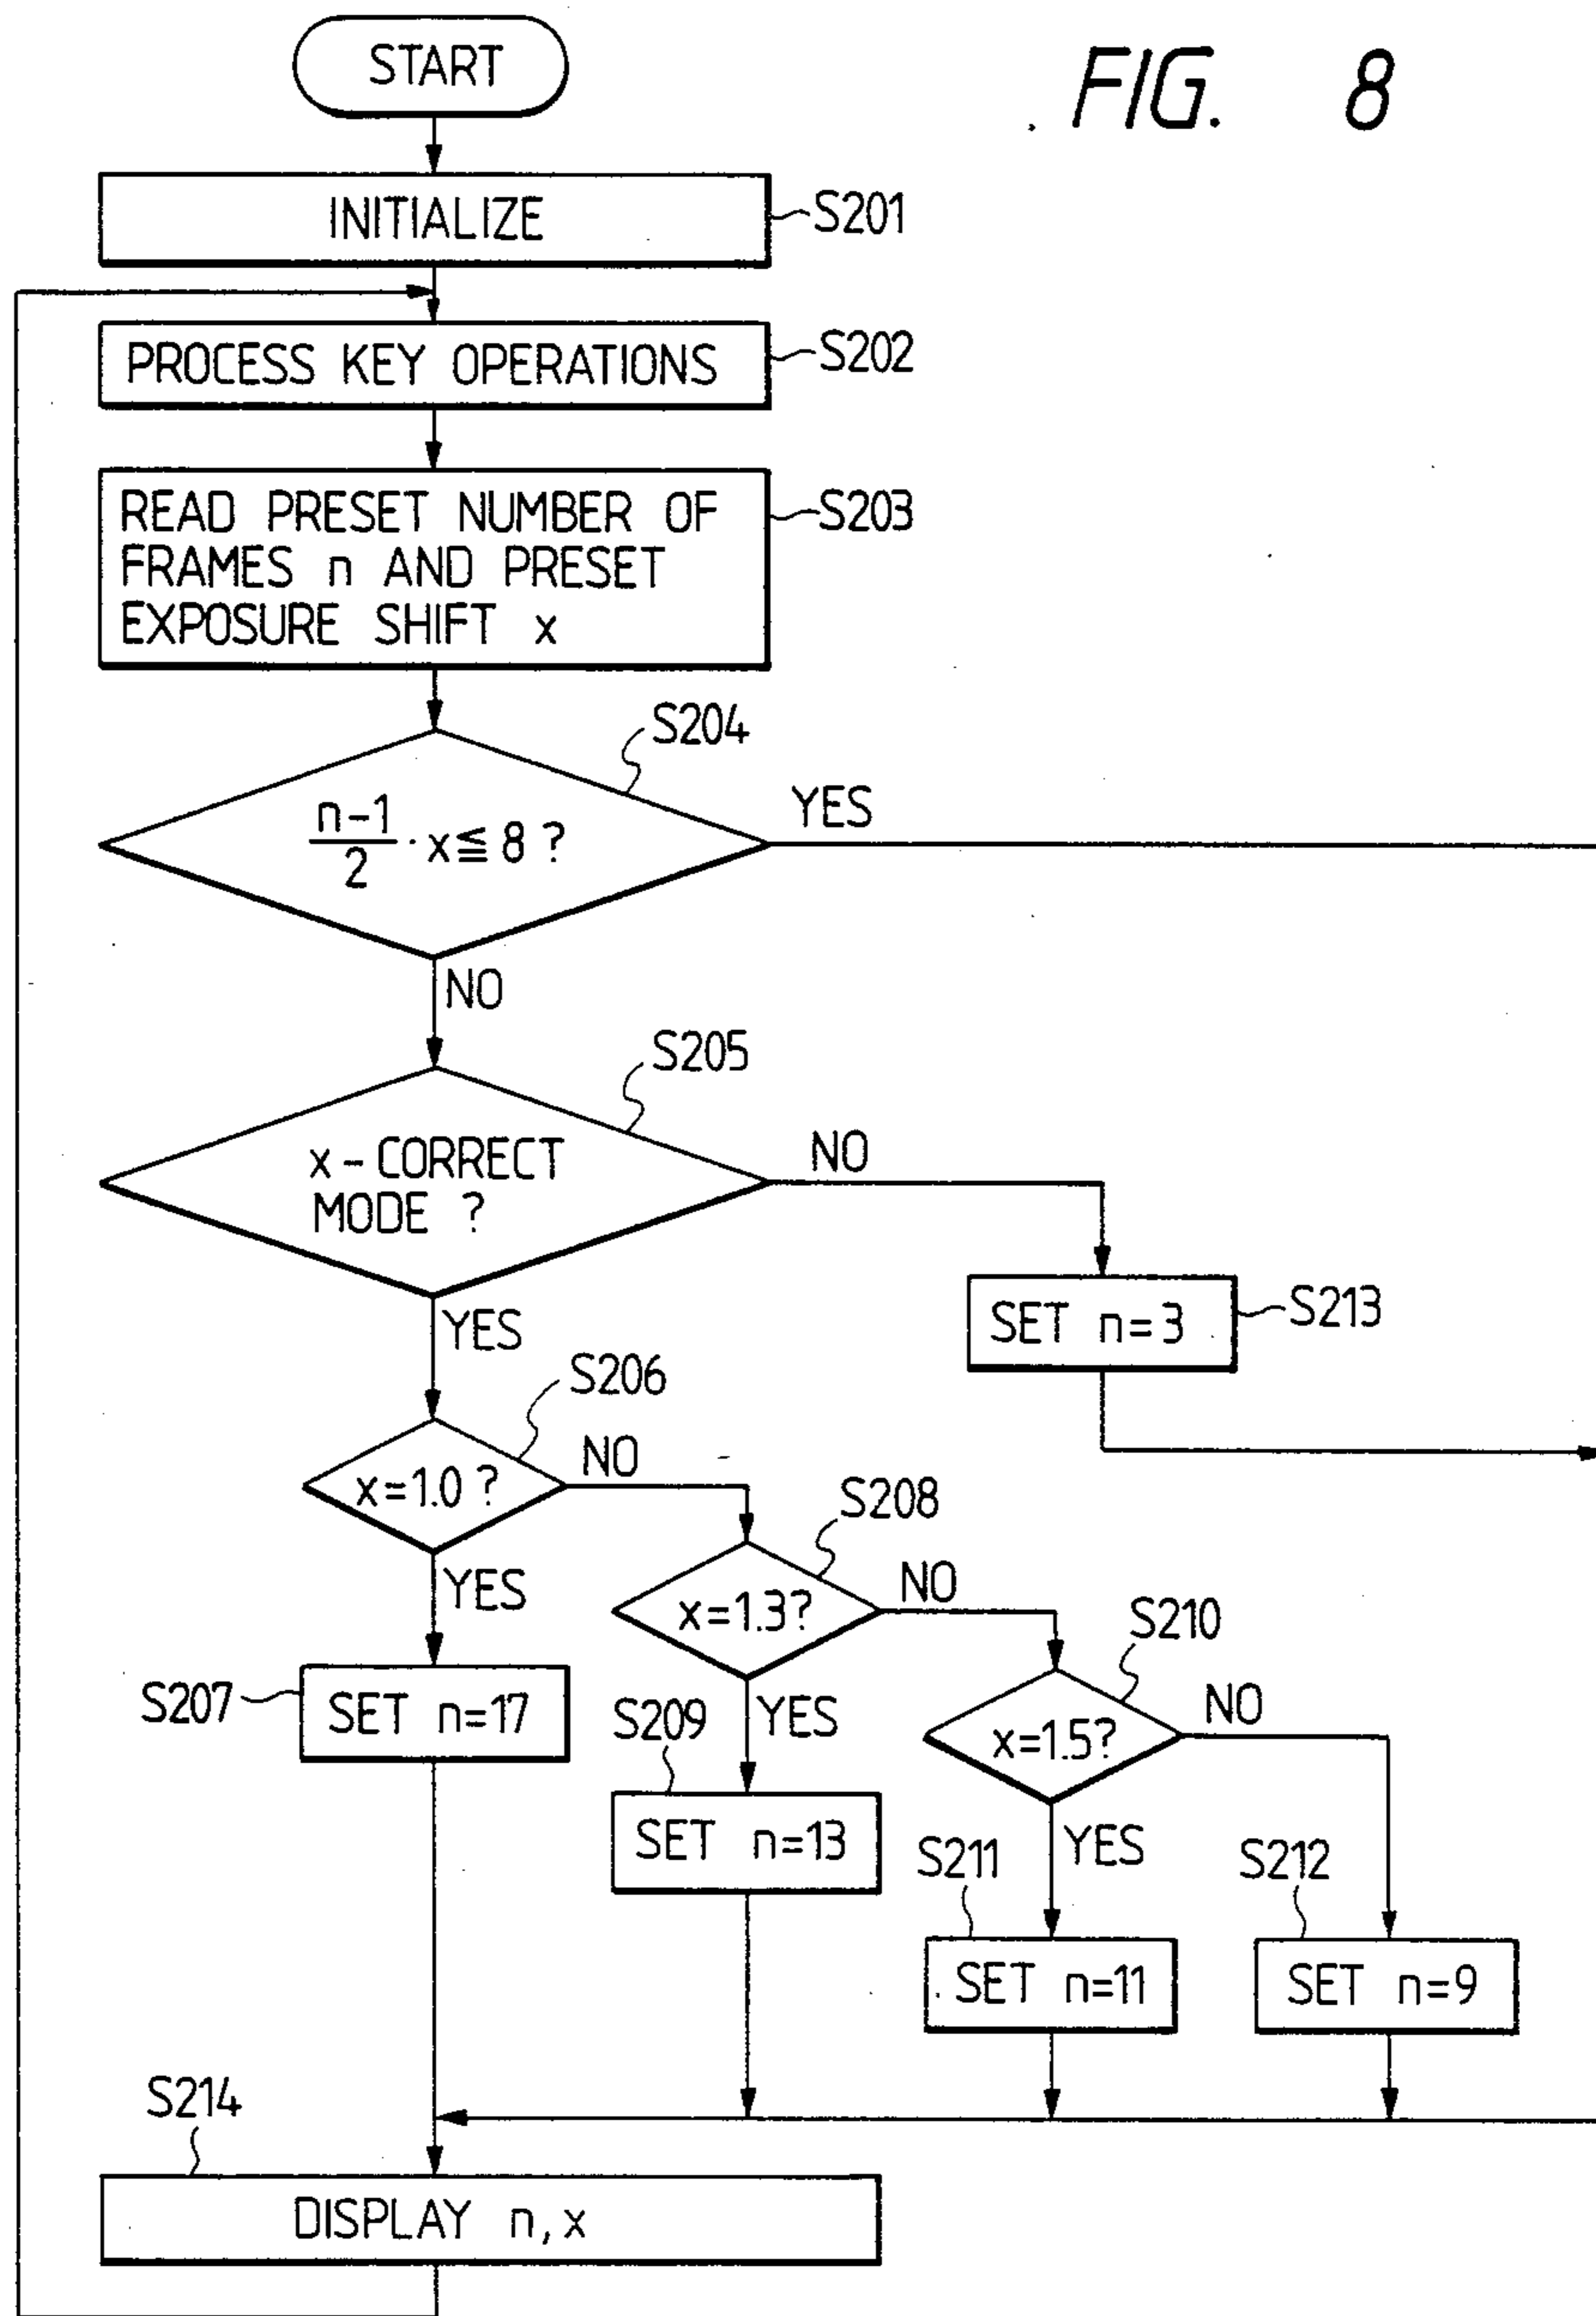 FIG. 8
START
INITIALIZE
S201
PROCESS KEY OPERATIONS
S202
READ PRESET NUMBER OF
FRAMES n AND PRESET
EXPOSURE SHIFT x
S203
S204
n-1
2
· x ≦ 8 ?
YES
NO
S205
x - CORRECT
MODE ?
NO
YES
SET n=3
S213
S206
x=1.0 ?
NO
YES
S208
x=1.3?
NO
YES
S210
x=1.5?
NO
YES
S207
SET n=17
S209
SET n=13
S211
SET n=11
S212
SET n=9
S214
DISPLAY n, x